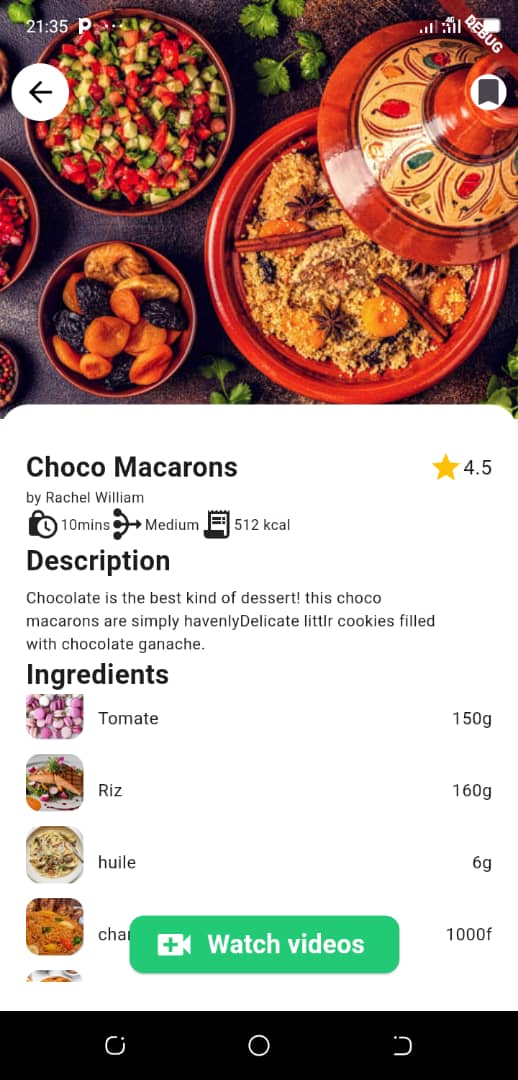 21:35 P ...
4G
DEBUG
Choco Macarons
4.5
by Rachel William
10mins Medium 512 kcal
Description
Chocolate is the best kind of dessert! this choco
macarons are simply havenlyDelicate littlr cookies filled
with chocolate ganache.
Ingredients
Tomate 150g
Riz 160g
huile 6g
1000f
Watch videos